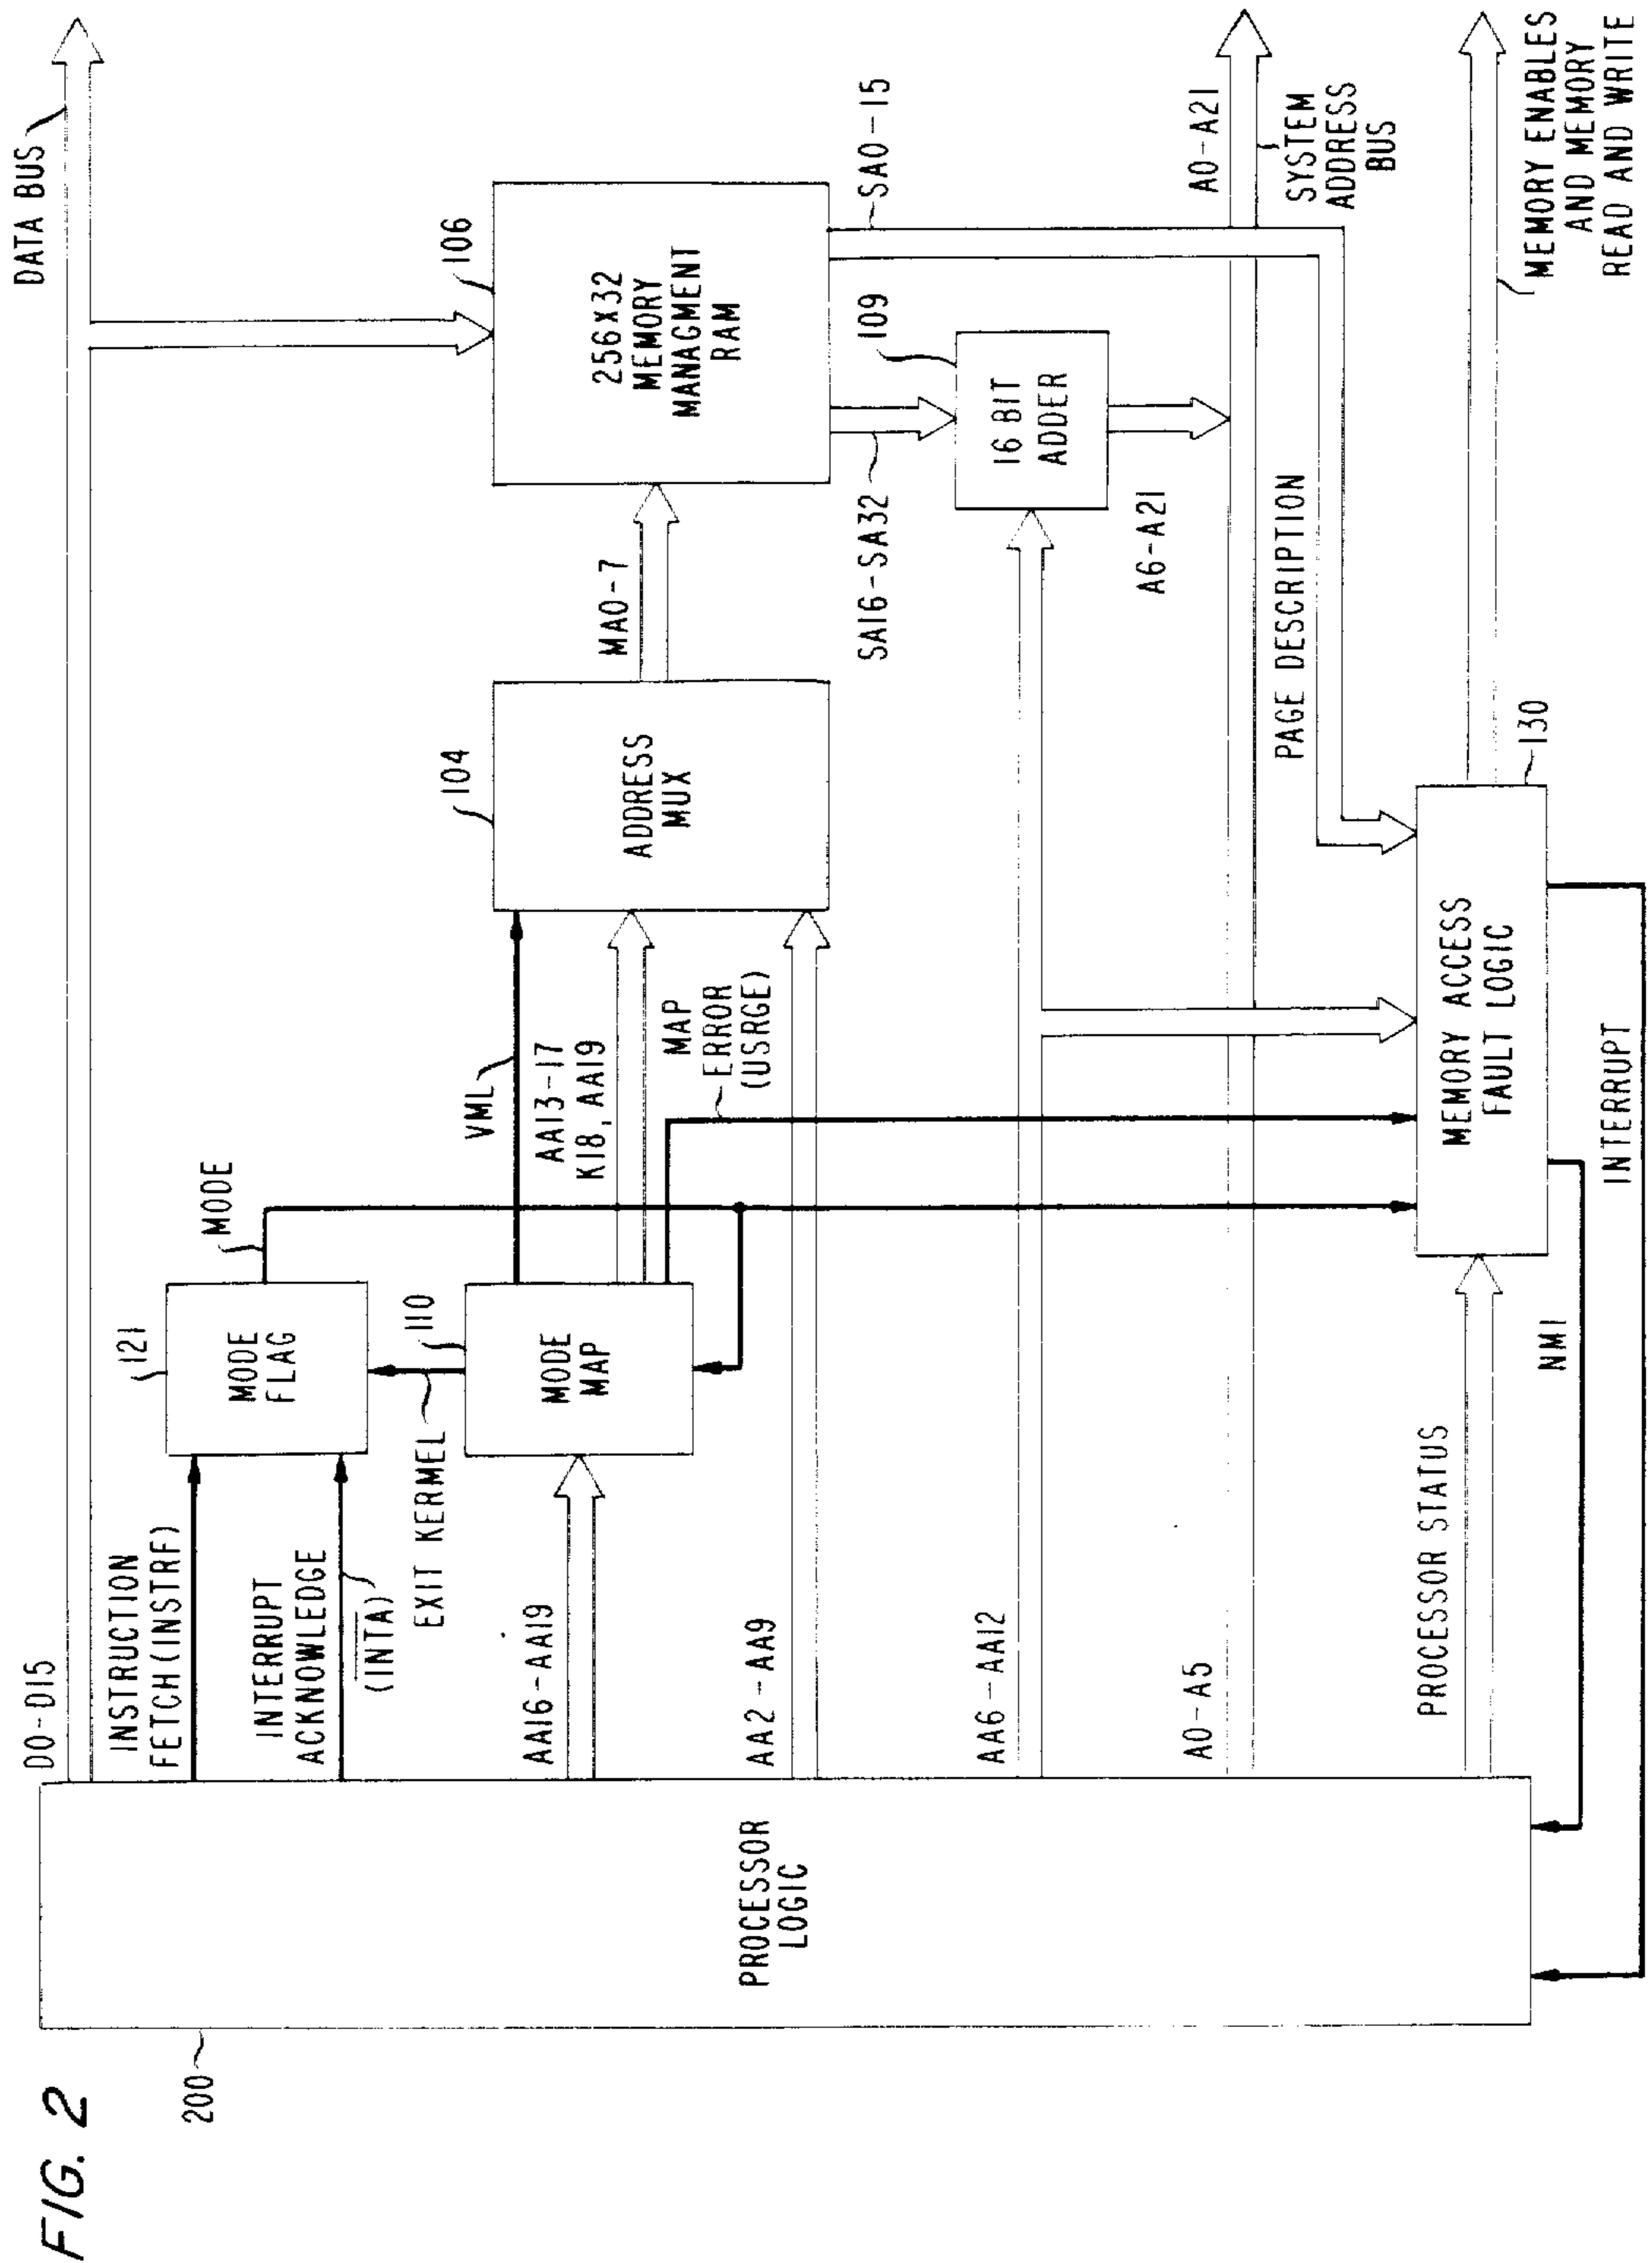 FIG. 2
200
PROCESSOR
LOGIC
D0-D15
DATA BUS
INSTRUCTION
FETCH (INSTRF)
INTERRUPT
ACKNOWLEDGE
(INTA)
121
MODE
FLAG
MODE
EXIT KERMEL
110
MODE
MAP
AA16-AA19
VML
AA13-17
K18, AA19
MAP
ERROR
(USRGE)
AA2-AA9
104
ADDRESS
MUX
MA0-7
106
256X32
MEMORY
MANAGMENT
RAM
SA16-SA32
SA0-15
109
16 BIT
ADDER
AA6-AA12
A6-A21
A0-A5
A0-A21
SYSTEM
ADDRESS
BUS
PAGE DESCRIPTION
PROCESSOR STATUS
130
MEMORY ACCESS
FAULT LOGIC
MEMORY ENABLES
AND MEMORY
READ AND WRITE
NMI
INTERRUPT